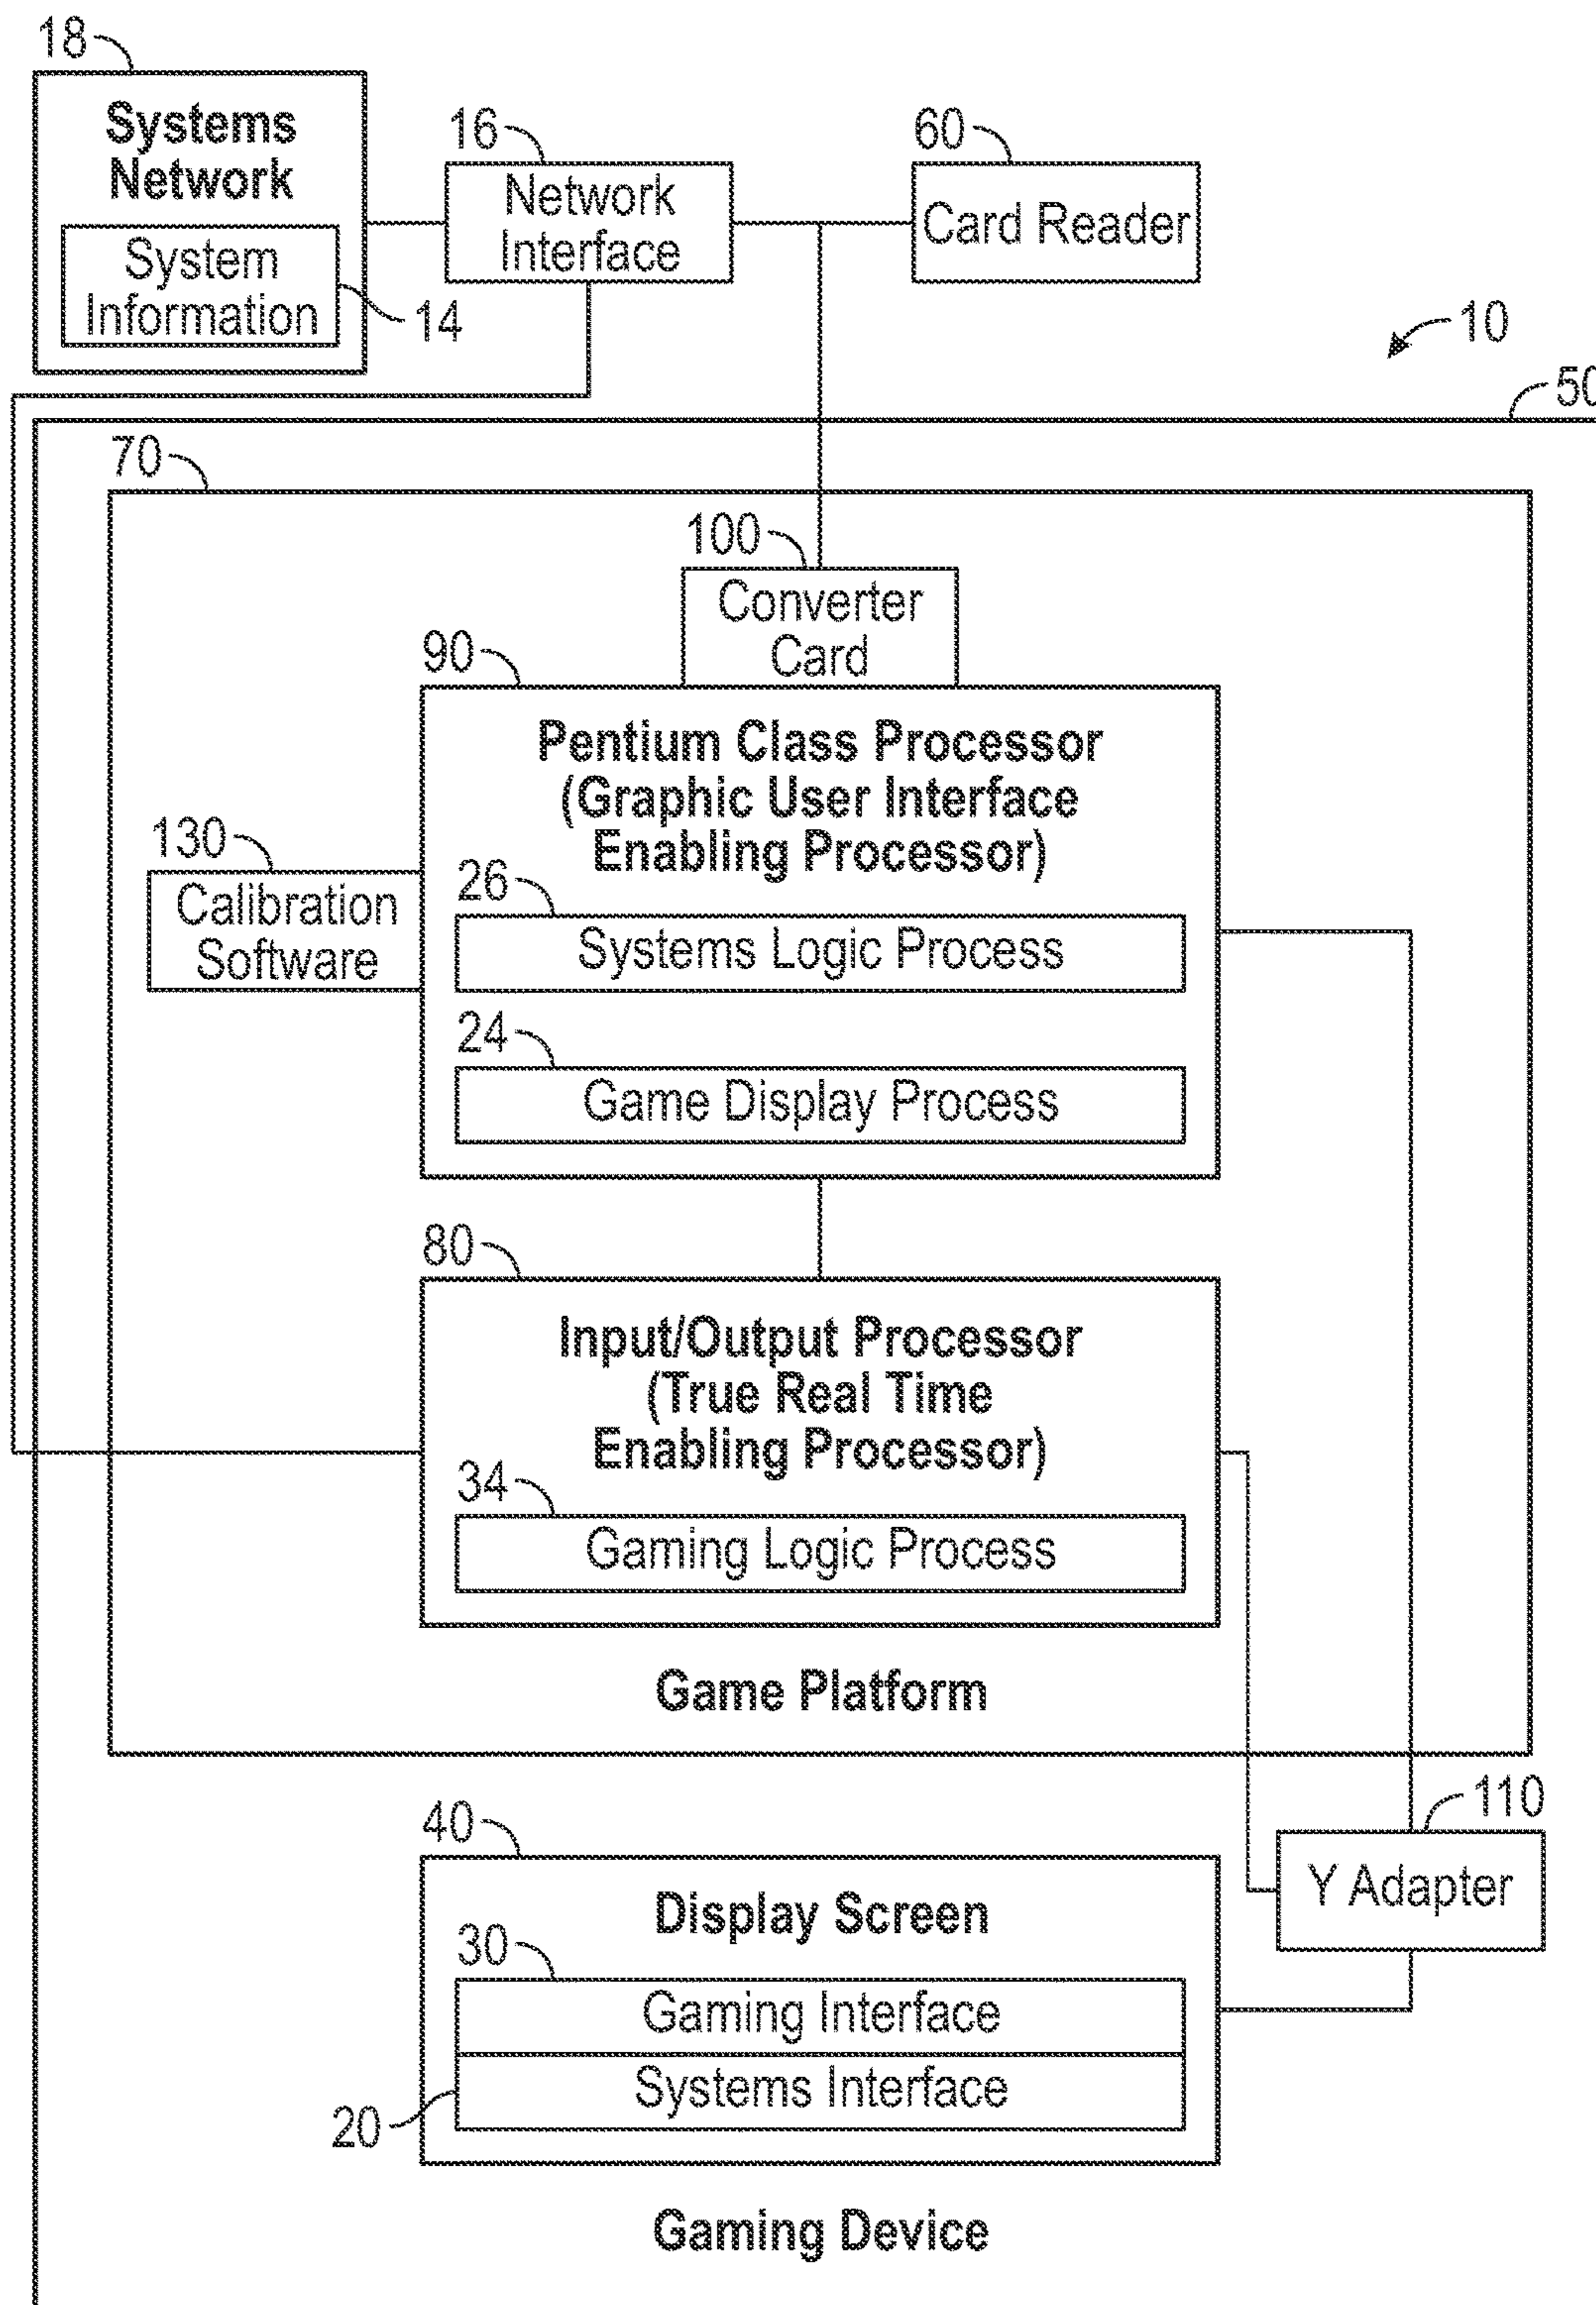 18
Systems
Network
System
Information
14
16
Network
Interface
60
Card Reader
10
50
70
100
Converter
Card
90
Pentium Class Processor
(Graphic User Interface
Enabling Processor)
130
Calibration
Software
26
Systems Logic Process
24
Game Display Process
80
Input/Output Processor
(True Real Time
Enabling Processor)
34
Gaming Logic Process
Game Platform
110
Y Adapter
40
Display Screen
30
Gaming Interface
Systems Interface
20
Gaming Device